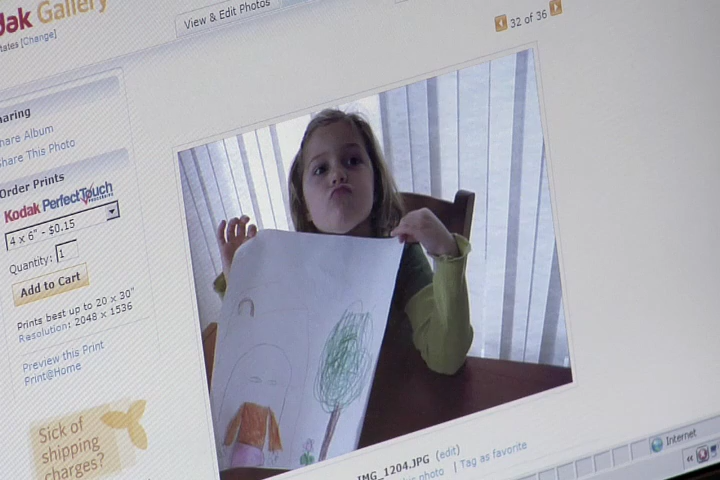 dak Gallery
tates [Change]
View & Edit Photos
32 of 36
haring
hare Album
Share This Photo
Order Prints
Kodak PerfectTouch
PROCESSING
4 x 6" - $0.15
Quantity: 1
Add to Cart
Prints best up to 20 x 30"
Resolution: 2048 x 1536
Preview this Print
Print@Home
Sick of
shipping
charges?
IMG_1204.JPG (edit)
photo | Tag as favorite
Internet